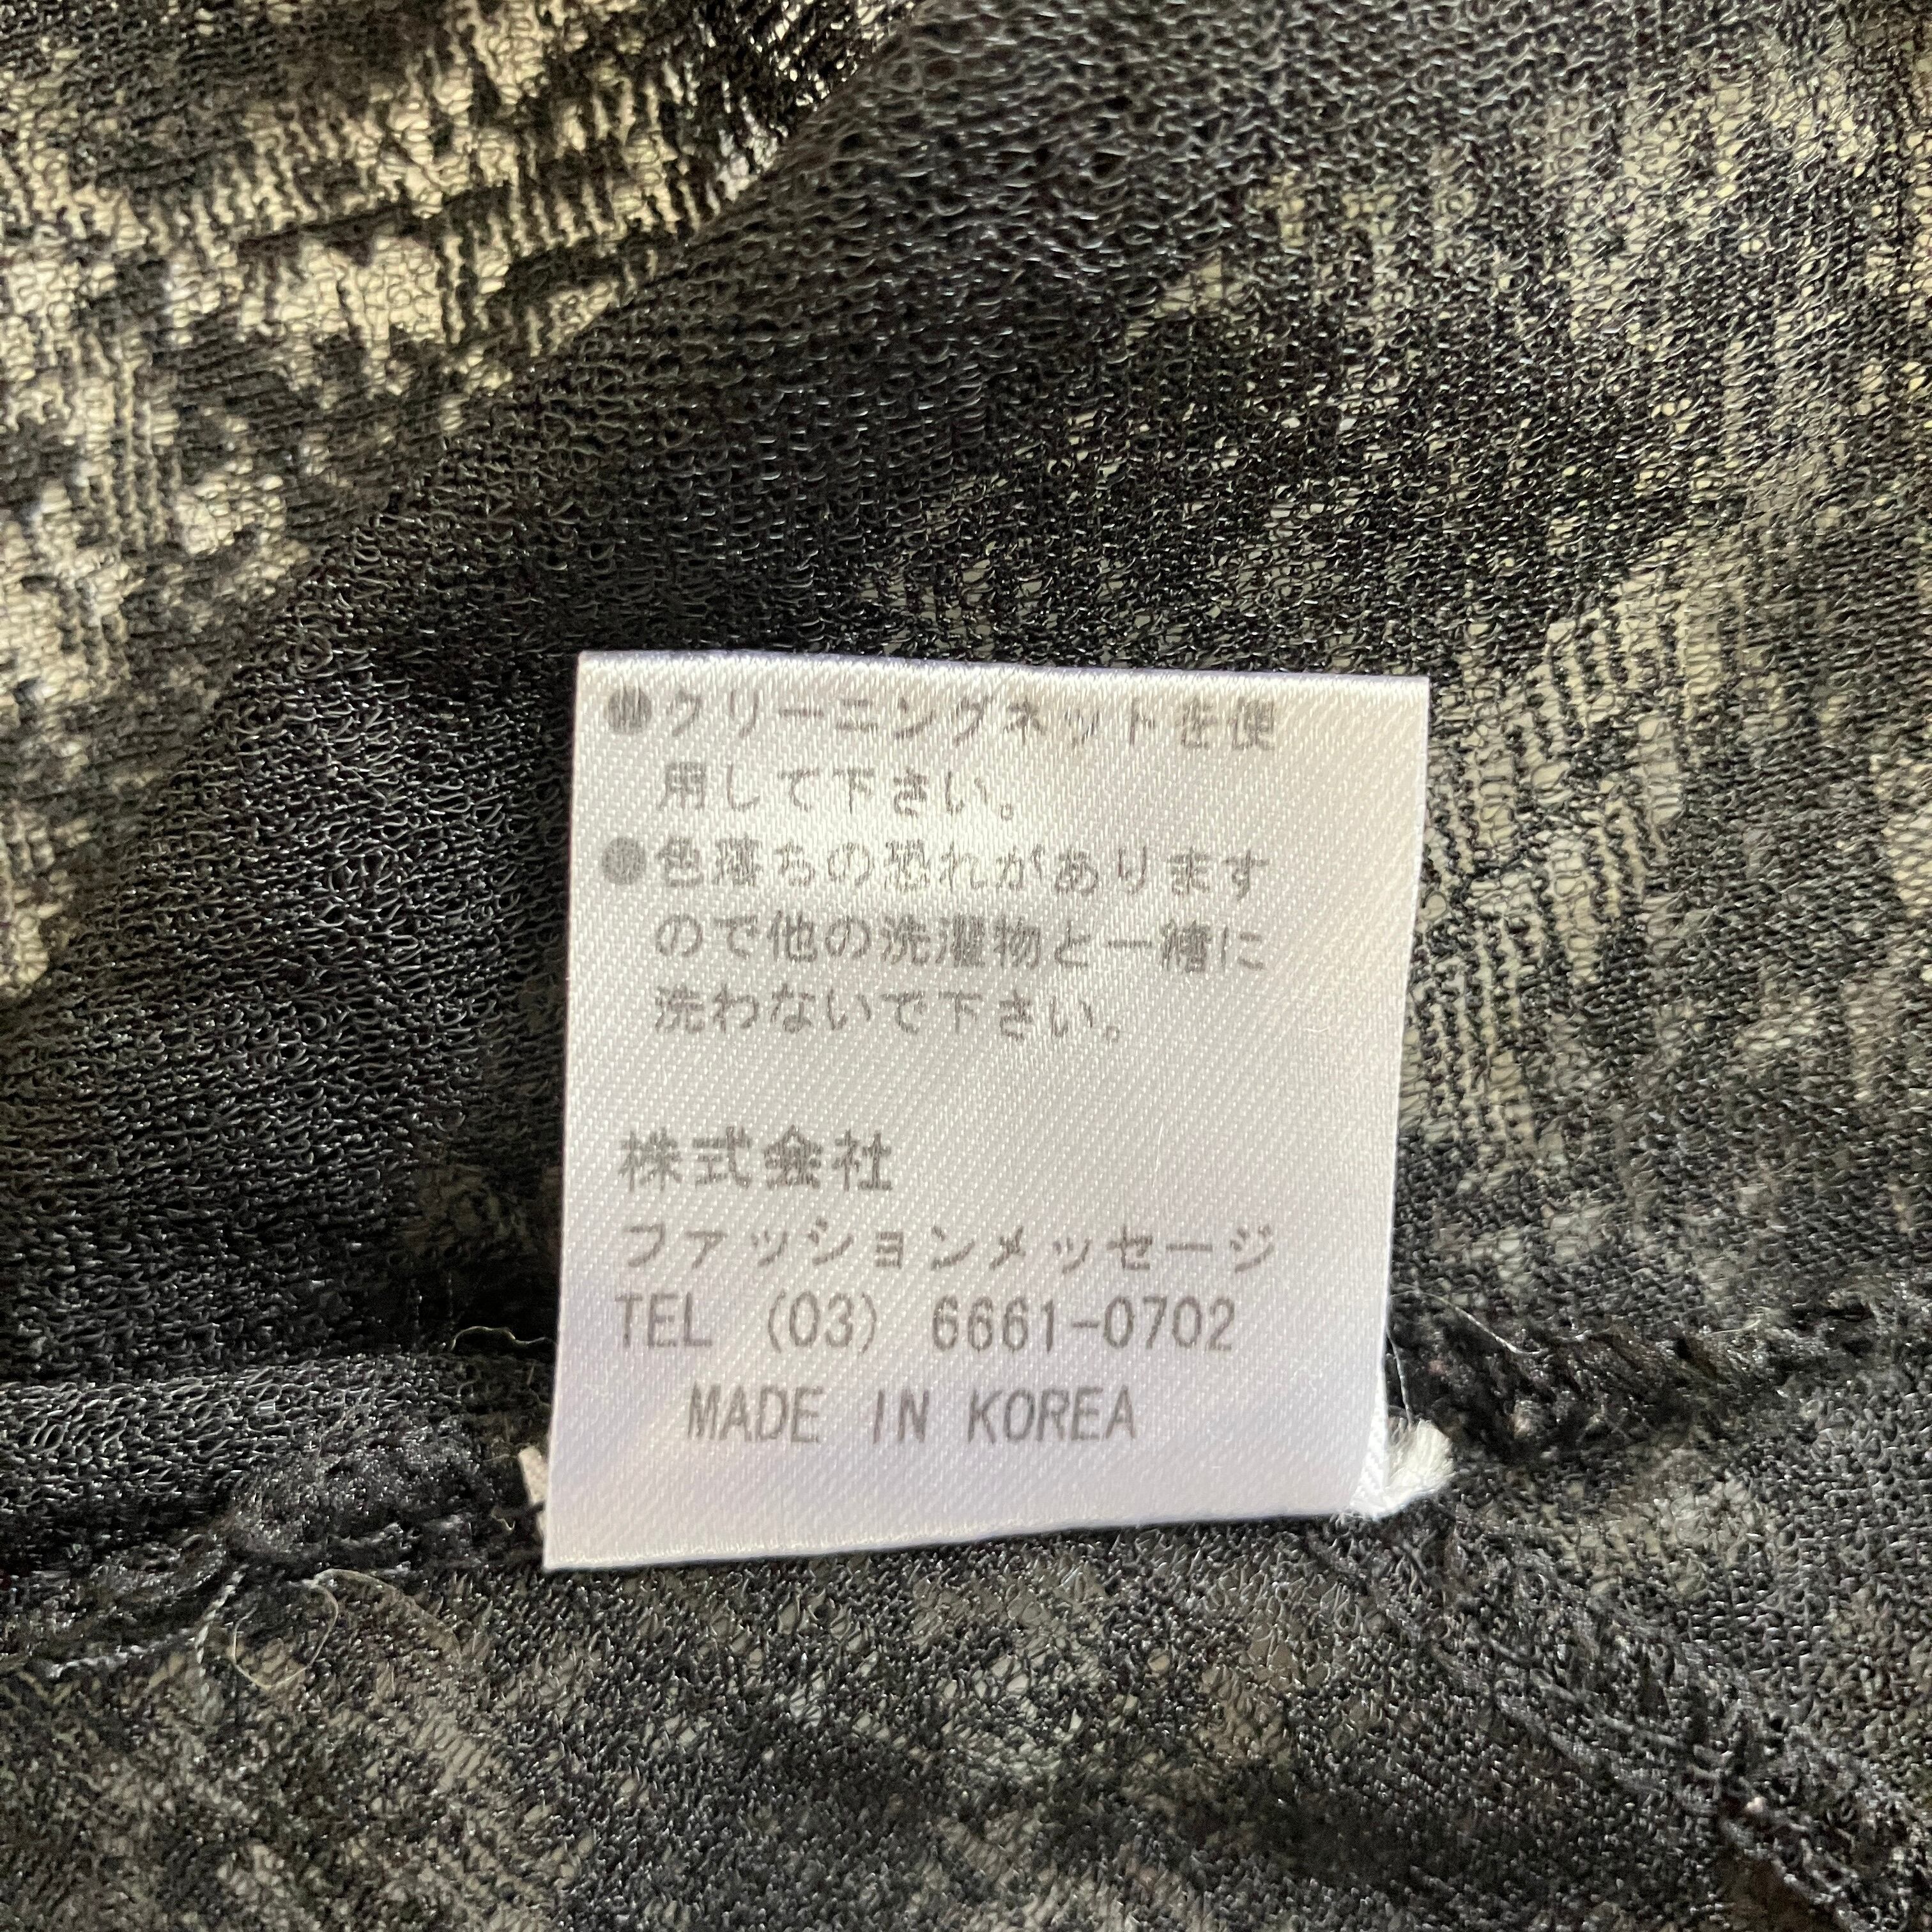 ●クリーニングネットを使
用して下さい。
●色落ちの恐れがあります
ので他の洗濯物と一緒に
洗わないで下さい。
株式会社
ファッションメッセージ
TEL (03) 6661-0702
MADE IN KOREA